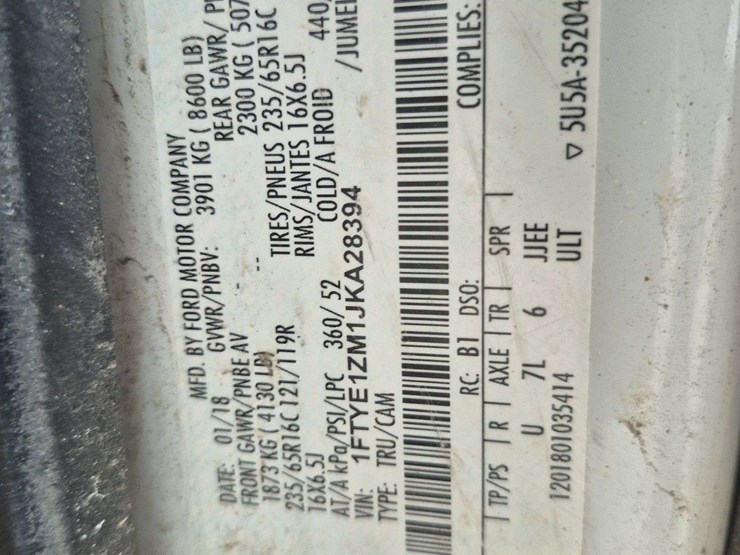 MFD. BY FORD MOTOR COMPANY
DATE: 01/18 GVWR/PNBV: 3901 KG ( 8600 LB)
FRONT GAWR/PNBE AV -- REAR GAWR/
1873 KG ( 4130 LB) 2300 KG ( 507
235/65R16C 121/119R TIRES/PNEUS 235/65R16C
16X6.5J RIMS/JANTES 16X6.5J
AT/A kPa/PSI/LPC 360/ 52 COLD/A FROID 440
VIN: 1FTYE1ZM1JKA28394 /JUMEL
TYPE: TRU/CAM
COMPLIES:
RC: B1 DSO:
TP/PS R AXLE TR SPR
U 7L 6 JJEE
ULT
1201801035414 ▽ 5U5A-35204